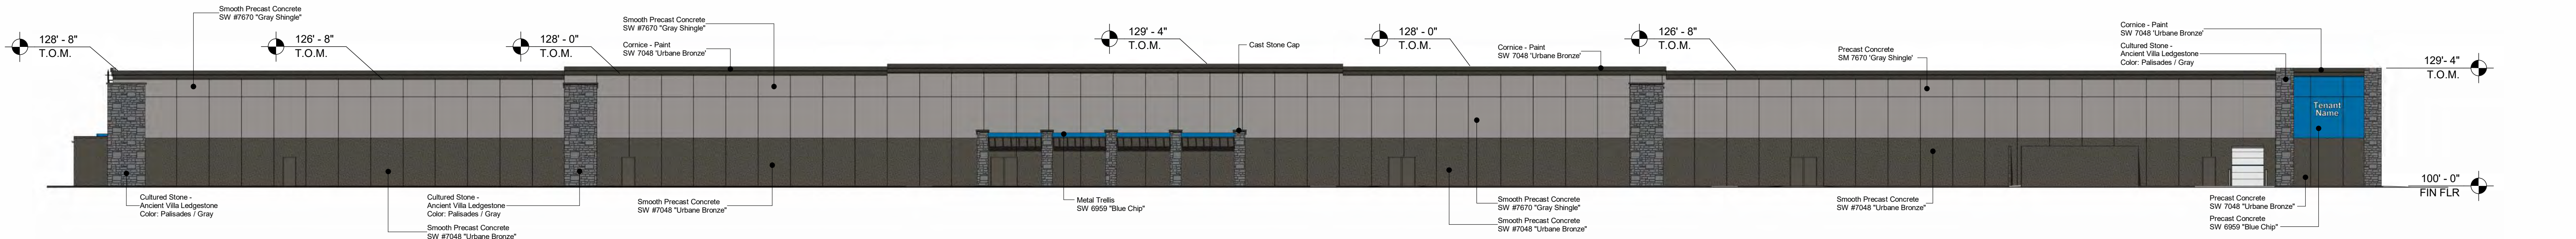 Smooth Precast Concrete
SW #7670 "Gray Shingle"
128' - 8"
T.O.M.
126' - 8"
T.O.M.
128' - 0"
T.O.M.
Smooth Precast Concrete
SW #7670 "Gray Shingle"
Cornice - Paint
SW 7048 'Urbane Bronze'
129' - 4"
T.O.M.
Cast Stone Cap
128' - 0"
T.O.M.
Cornice - Paint
SW 7048 'Urbane Bronze'
126' - 8"
T.O.M.
Precast Concrete
SM 7670 'Gray Shingle'
Cornice - Paint
SW 7048 'Urbane Bronze'
Cultured Stone -
Ancient Villa Ledgestone
Color: Palisades / Gray
129'- 4"
T.O.M.
Tenant
Name
100' - 0"
FIN FLR
Cultured Stone -
Ancient Villa Ledgestone
Color: Palisades / Gray
Cultured Stone -
Ancient Villa Ledgestone
Color: Palisades / Gray
Smooth Precast Concrete
SW #7048 "Urbane Bronze"
Smooth Precast Concrete
SW #7048 "Urbane Bronze"
Metal Trellis
SW 6959 "Blue Chip"
Smooth Precast Concrete
SW #7670 "Gray Shingle"
Smooth Precast Concrete
SW #7048 "Urbane Bronze"
Smooth Precast Concrete
SW #7048 "Urbane Bronze"
Precast Concrete
SW 7048 "Urbane Bronze"
Precast Concrete
SW 6959 "Blue Chip"